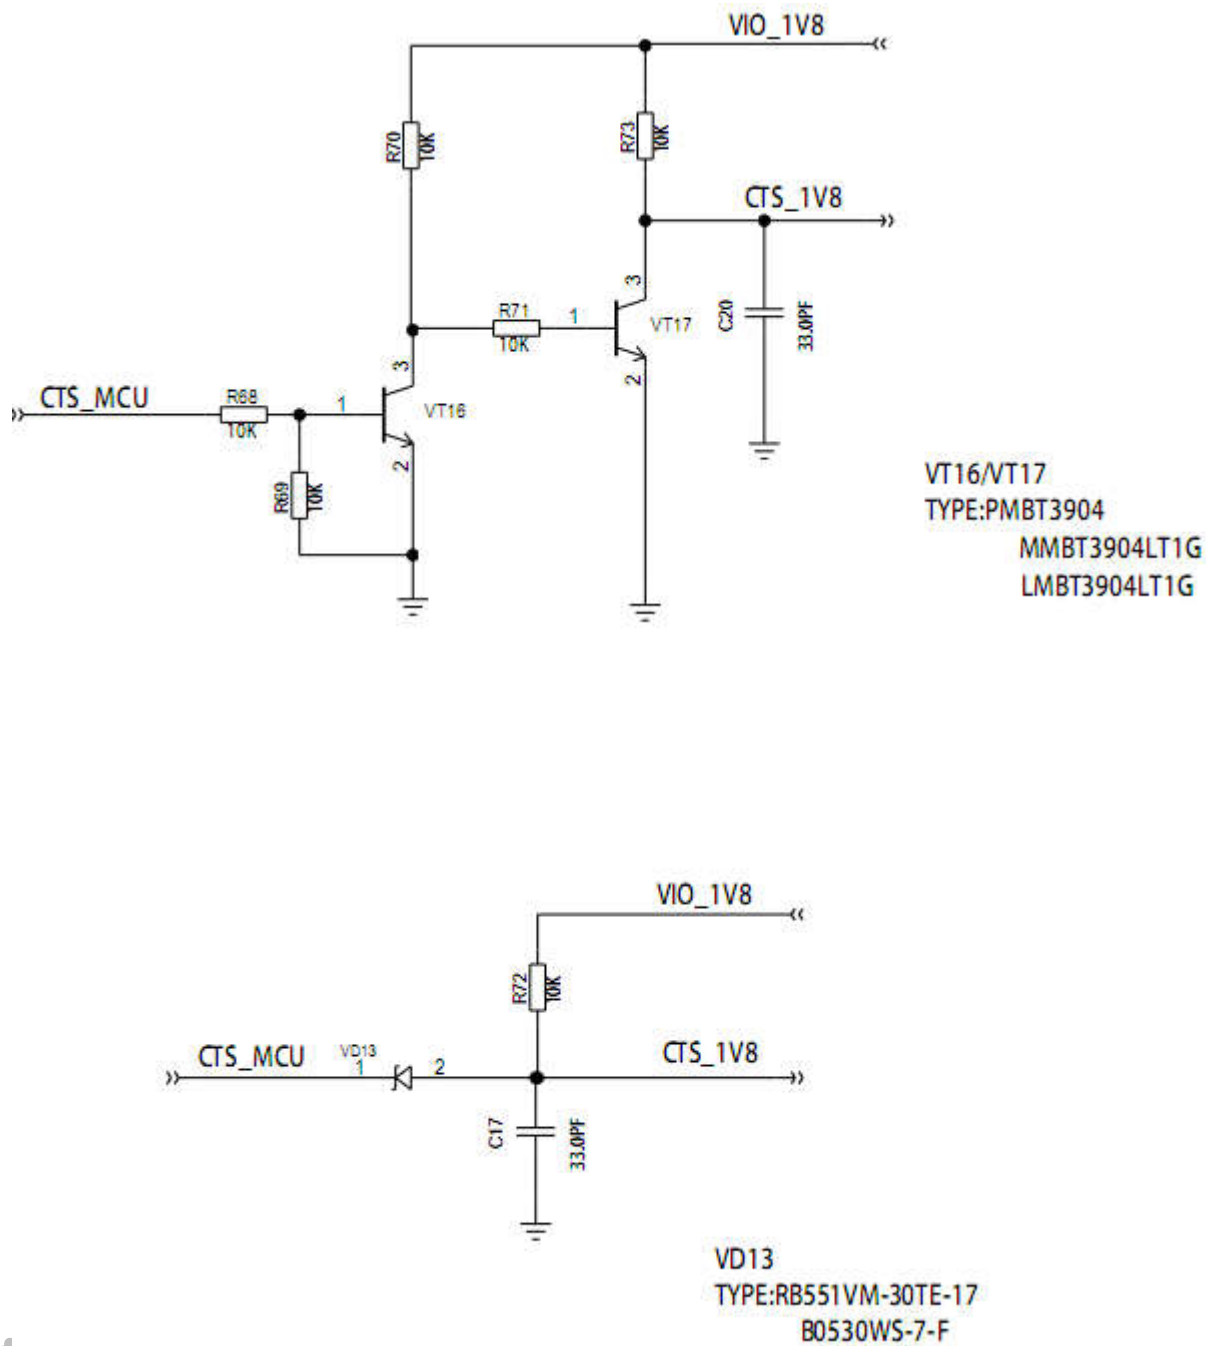 VIO_1V8
R70
10K
R73
10K
CTS_1V8
3
R71
10K
1
VT17
C20
33.0PF
2
3
CTS_MCU
R68
10K
1
VT16
2
R69
10K
VT16/VT17
TYPE:PMBT3904
MMBT3904LT1G
LMBT3904LT1G
VIO_1V8
R72
10K
CTS_MCU
VD13
1
2
CTS_1V8
C17
33.0PF
VD13
TYPE:RB551VM-30TE-17
B0530WS-7-F